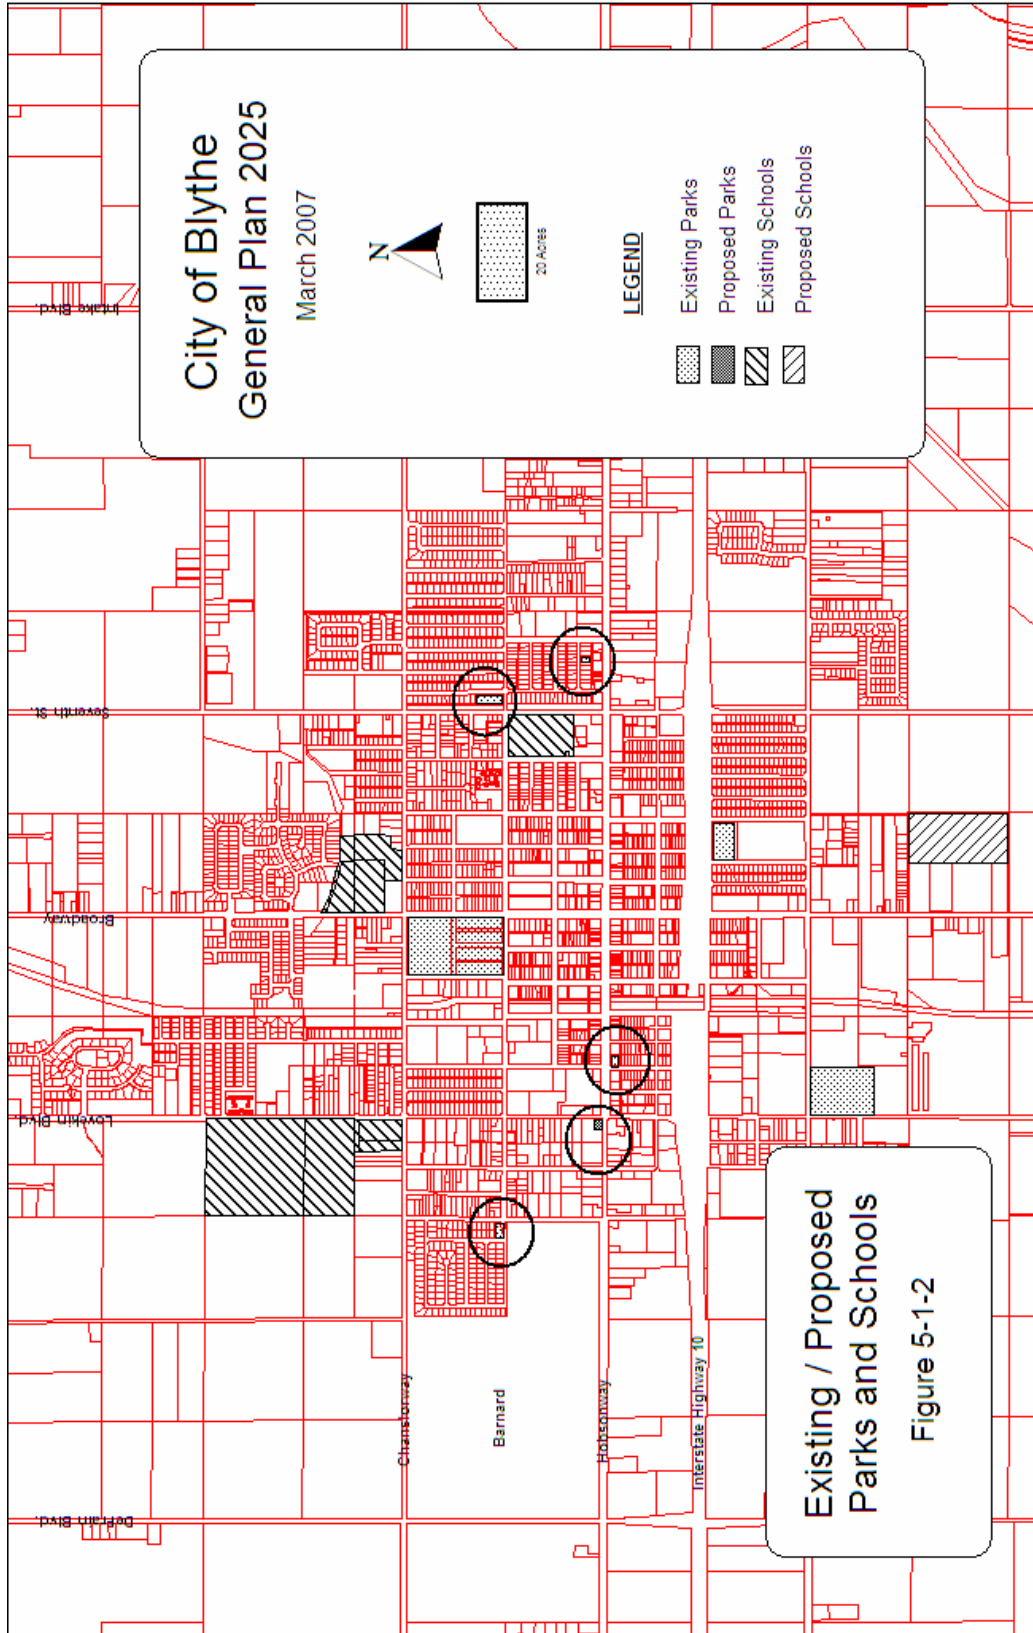 City of Blythe
General Plan 2025
March 2007
N
20 Acres
LEGEND
Existing Parks
Proposed Parks
Existing Schools
Proposed Schools
Intake Blvd.
Seventh St.
Broadway
Lovekin Blvd.
DeFrain Blvd.
Chanslorway
Barnard
Hobsonway
Interstate Highway 10
Existing / Proposed
Parks and Schools
Figure 5-1-2